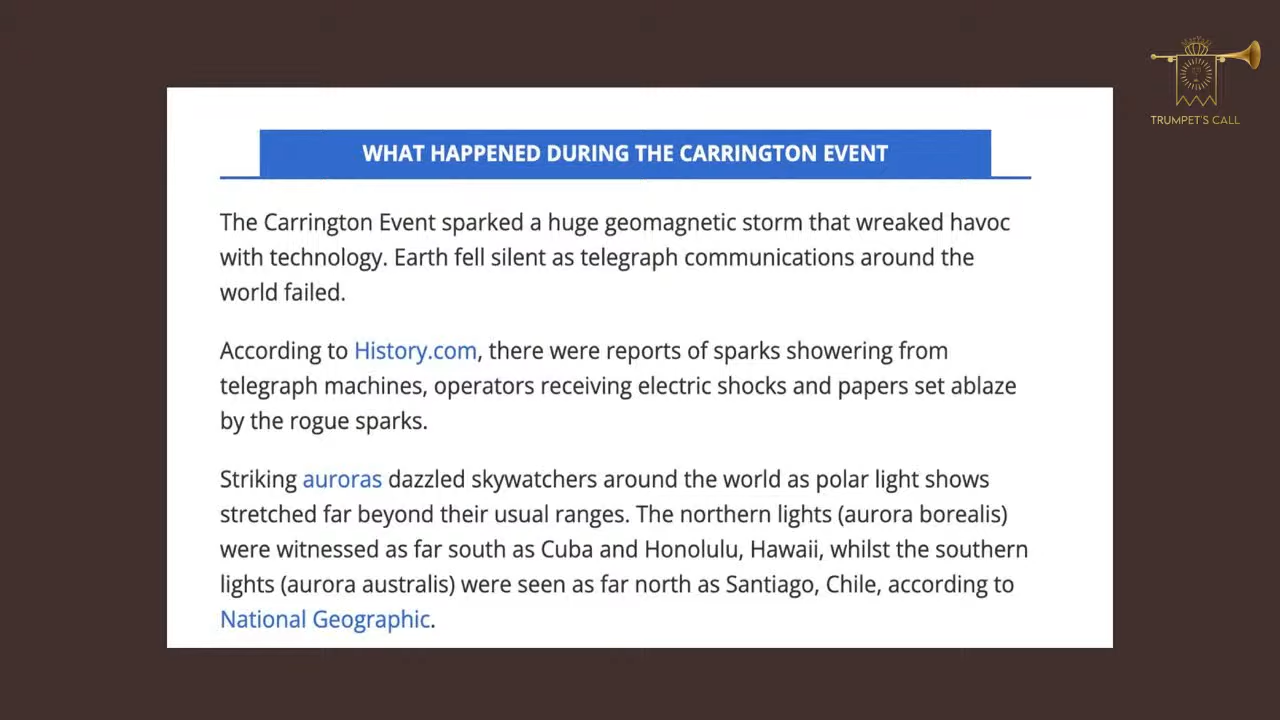 WHAT HAPPENED DURING THE CARRINGTON EVENT
The Carrington Event sparked a huge geomagnetic storm that wreaked havoc
with technology. Earth fell silent as telegraph communications around the
world failed.
According to History.com, there were reports of sparks showering from
telegraph machines, operators receiving electric shocks and papers set ablaze
by the rogue sparks.
Striking auroras dazzled skywatchers around the world as polar light shows
stretched far beyond their usual ranges. The northern lights (aurora borealis)
were witnessed as far south as Cuba and Honolulu, Hawaii, whilst the southern
lights (aurora australis) were seen as far north as Santiago, Chile, according to
National Geographic.
TRUMPET'S CALL